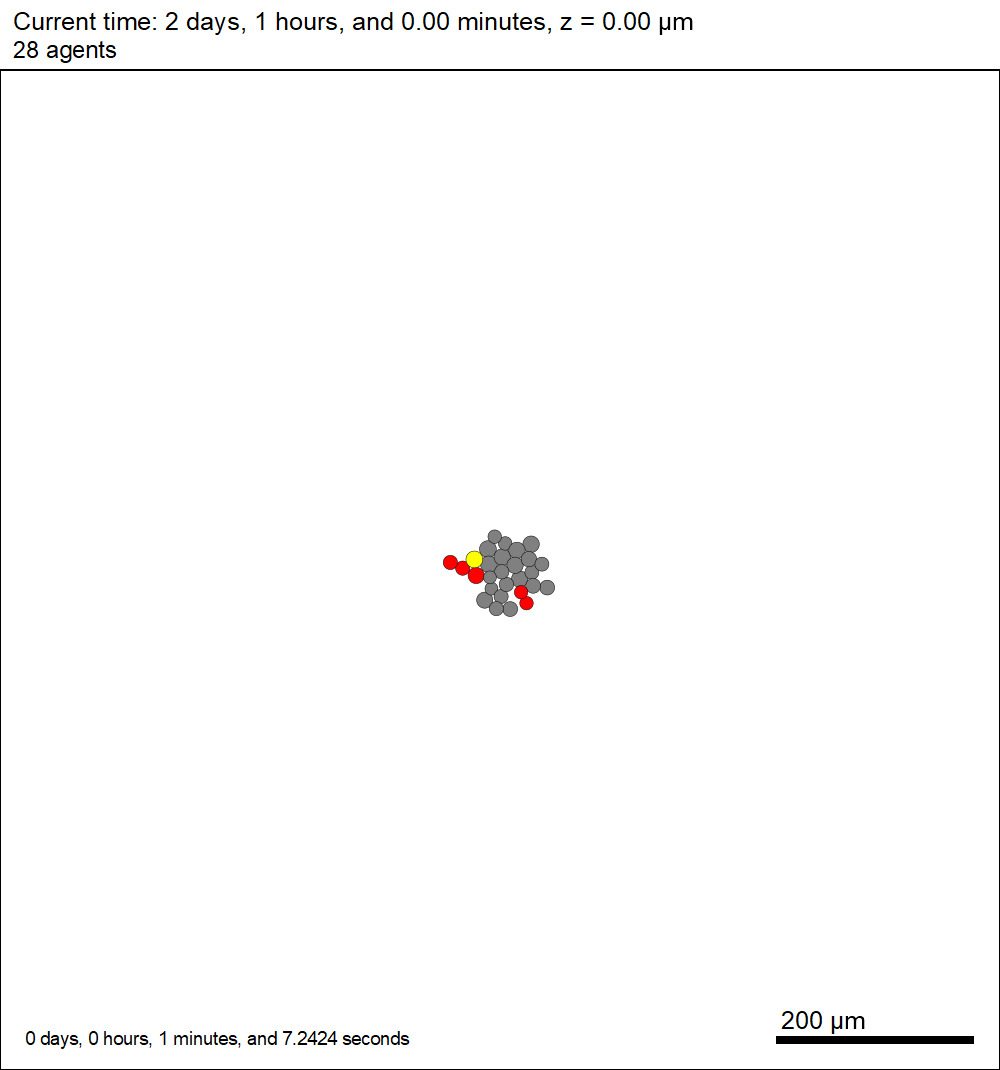 Current time: 2 days, 1 hours, and 0.00 minutes, z = 0.00 μm
28 agents
200 μm
0 days, 0 hours, 1 minutes, and 7.2424 seconds